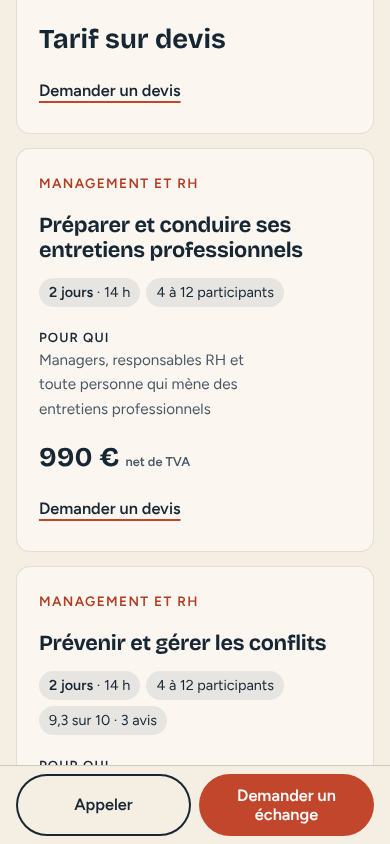 Tarif sur devis
Demander un devis
MANAGEMENT ET RH
Préparer et conduire ses
entretiens professionnels
2 jours · 14 h
4 à 12 participants
POUR QUI
Managers, responsables RH et
toute personne qui mène des
entretiens professionnels
990 € net de TVA
Demander un devis
MANAGEMENT ET RH
Prévenir et gérer les conflits
2 jours · 14 h
4 à 12 participants
9,3 sur 10 · 3 avis
POUR QUI
Appeler
Demander un
échange